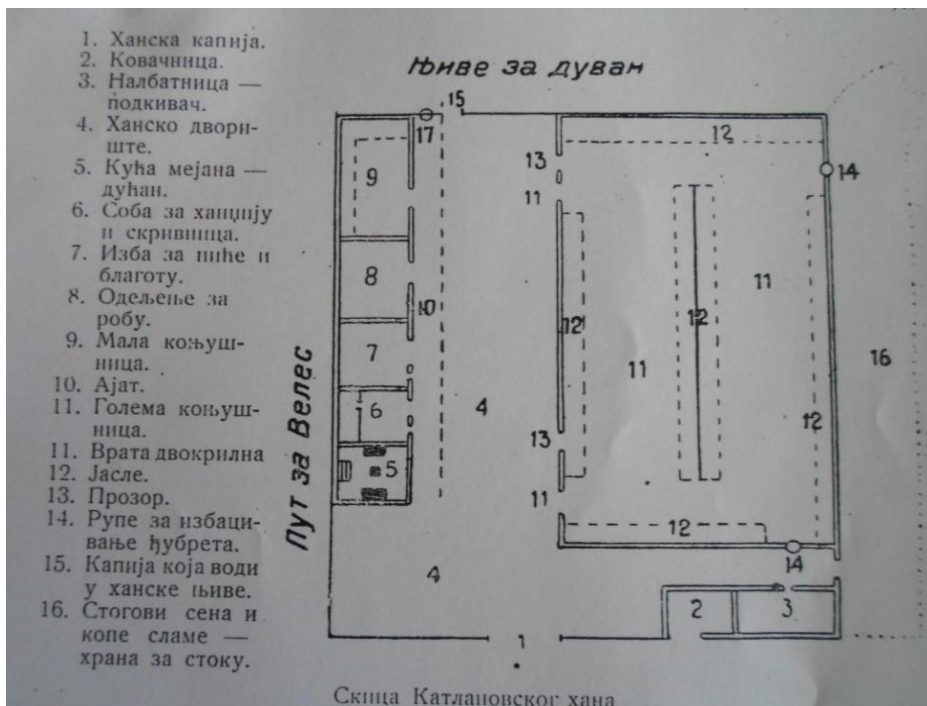 1. Ханска капија.
2. Ковачница.
3. Налбатница —
подкивач.
4. Ханско двори-
ште.
5. Кућа мејана —
дућан.
6. Соба за ханџију
и скривница.
7. Изба за пиће и
благоту.
8. Одељење за
робу.
9. Мала коњуш-
ница.
10. Ајат.
11. Голема коњуш-
ница.
11. Врата двокрилна
12. Јасле.
13. Прозор.
14. Рупе за избаци-
вање ђубрета.
15. Капија која води
у ханске њиве.
16. Стогови сена и
копе сламе —
храна за стоку.
Њиве за дуван
15
17
12
13
14
9
11
8
10
11
12
12
7
11
16
6
4
12
13
5
11
12
14
4
2
3
1
Пут за Велес
Скица Катлановског хана